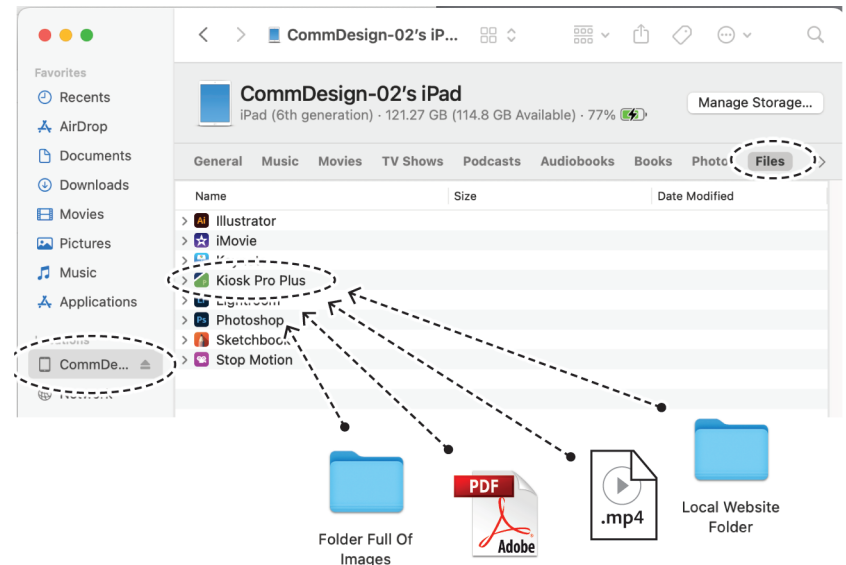 CommDesign-02's iP...
Favorites
Recents
AirDrop
Documents
Downloads
Movies
Pictures
Music
Applications
CommDe...
CommDesign-02's iPad
iPad (6th generation) · 121.27 GB (114.8 GB Available) · 77%
Manage Storage...
General Music Movies TV Shows Podcasts Audiobooks Books Photo Files
Name Size Date Modified
Ai Illustrator
iMovie
Kiosk Pro Plus
Lightroom
Ps Photoshop
Sketchbook
Stop Motion
Folder Full Of
Images
PDF
Adobe
.mp4
Local Website
Folder